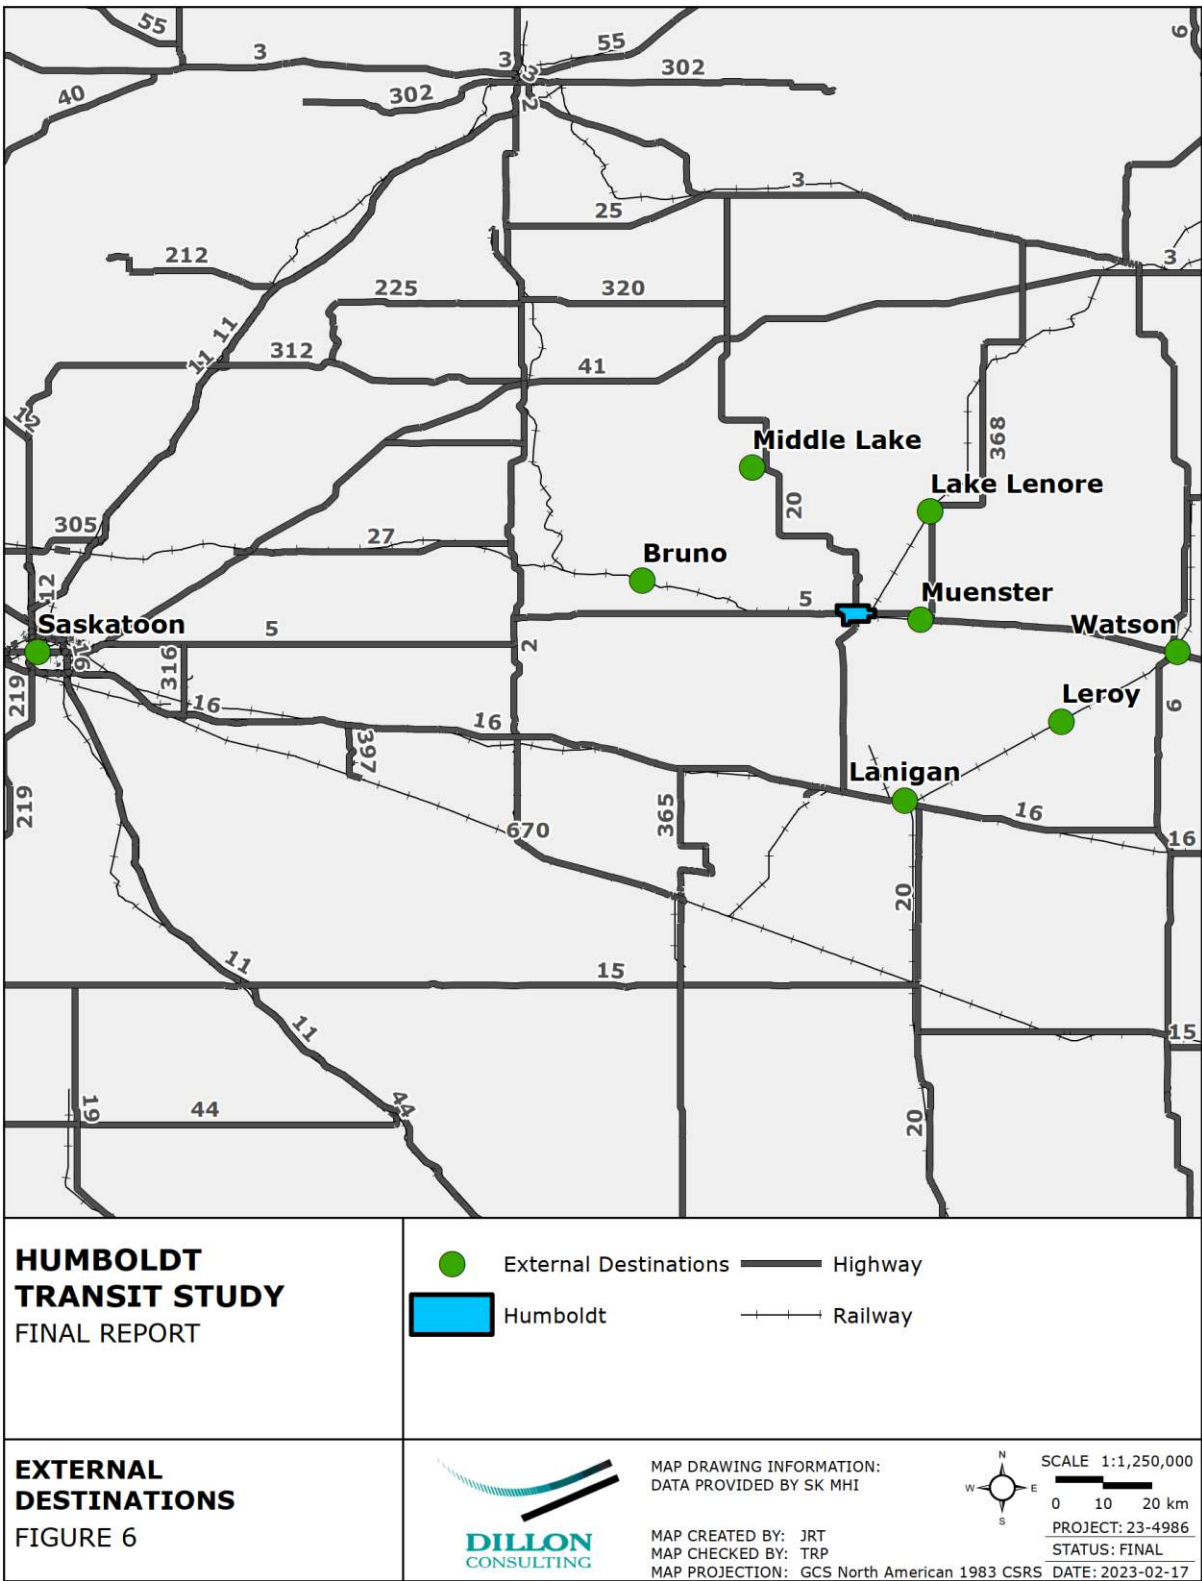 55
3
3
55
302
9
40
302
3
2
3
25
212
3
225
320
11
312
11
41
12
Middle Lake
368
Lake Lenore
20
305
27
Bruno
12
5
Muenster
Saskatoon
5
2
Watson
16
316
219
16
16
Leroy
9
397
Lanigan
219
670
365
16
16
20
11
15
11
15
19
44
44
20
HUMBOLDT
TRANSIT STUDY
FINAL REPORT
External Destinations
Highway
Humboldt
Railway
EXTERNAL
DESTINATIONS
FIGURE 6
DILLON
CONSULTING
MAP DRAWING INFORMATION:
DATA PROVIDED BY SK MHI
MAP CREATED BY: JRT
MAP CHECKED BY: TRP
MAP PROJECTION: GCS North American 1983 CSRS
N
W E
S
SCALE 1:1,250,000
0 10 20 km
PROJECT: 23-4986
STATUS: FINAL
DATE: 2023-02-17